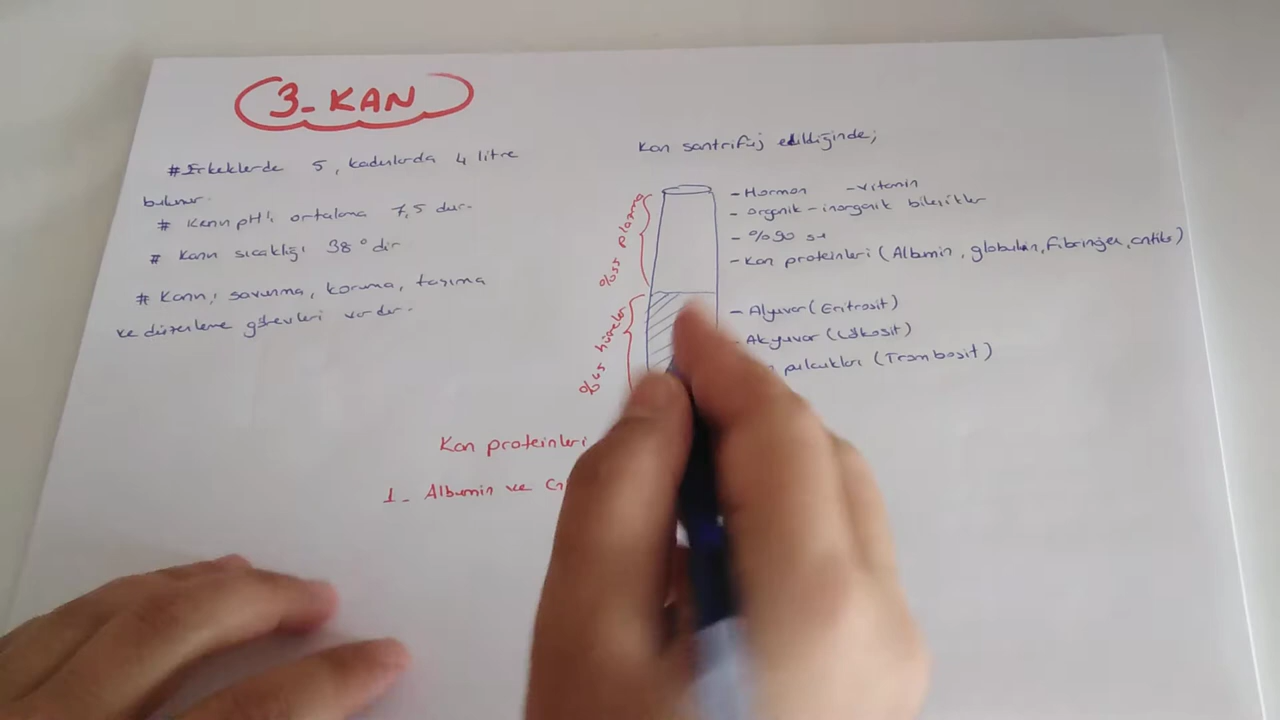 3- KAN
# Erkeklerde 5, kadınlarda 4 litre
bulunur.
# Kanın pH'ı ortalama 7,5 dur.
# Kanın sıcaklığı 38° dir
# Kanın; savunma, koruma, taşıma
ve düzenleme görevleri vardır.
Kan santrifüj edildiğinde;
%55 plazma
- Hormon - vitamin
- organik - inorganik bileşikler
- %90 su
- Kan proteinleri (Albumin, globulin, fibrinojen, antiko)
%45 hücreler
- Alyuvar (Eritrosit)
- Akyuvar (Lökosit)
pulcukları (Trombosit)
Kan proteinleri
1- Albumin ve